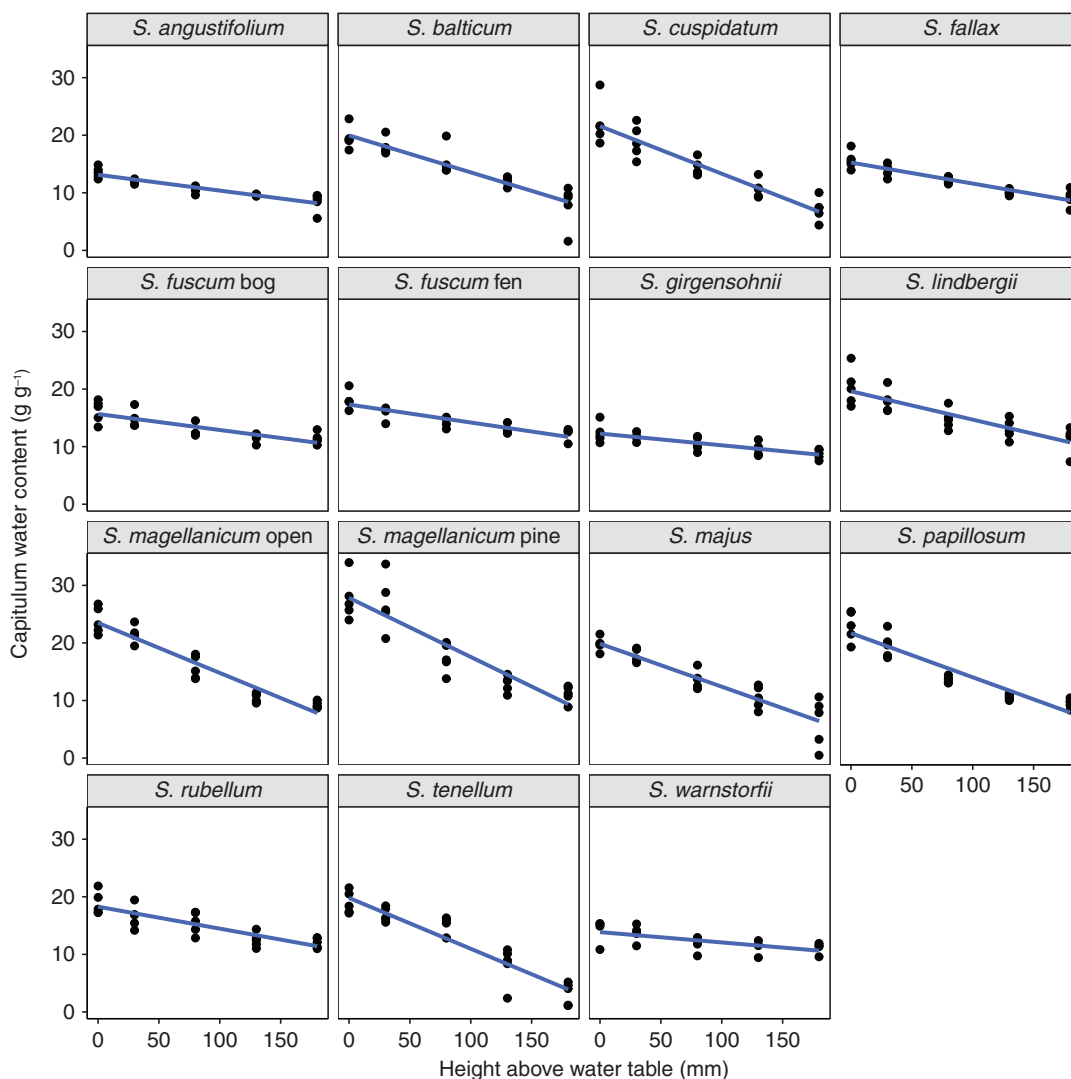 S. angustifolium S. balticum S. cuspidatum S. fallax
30
20
10
0
S. fuscum bog S. fuscum fen S. girgensohnii S. lindbergii
30
20
10
0
Capitulum water content (g g⁻¹)
S. magellanicum open S. magellanicum pine S. majus S. papillosum
30
20
10
0
0 50 100 150
S. rubellum S. tenellum S. warnstorfii
30
20
10
0
0 50 100 150 0 50 100 150 0 50 100 150
Height above water table (mm)